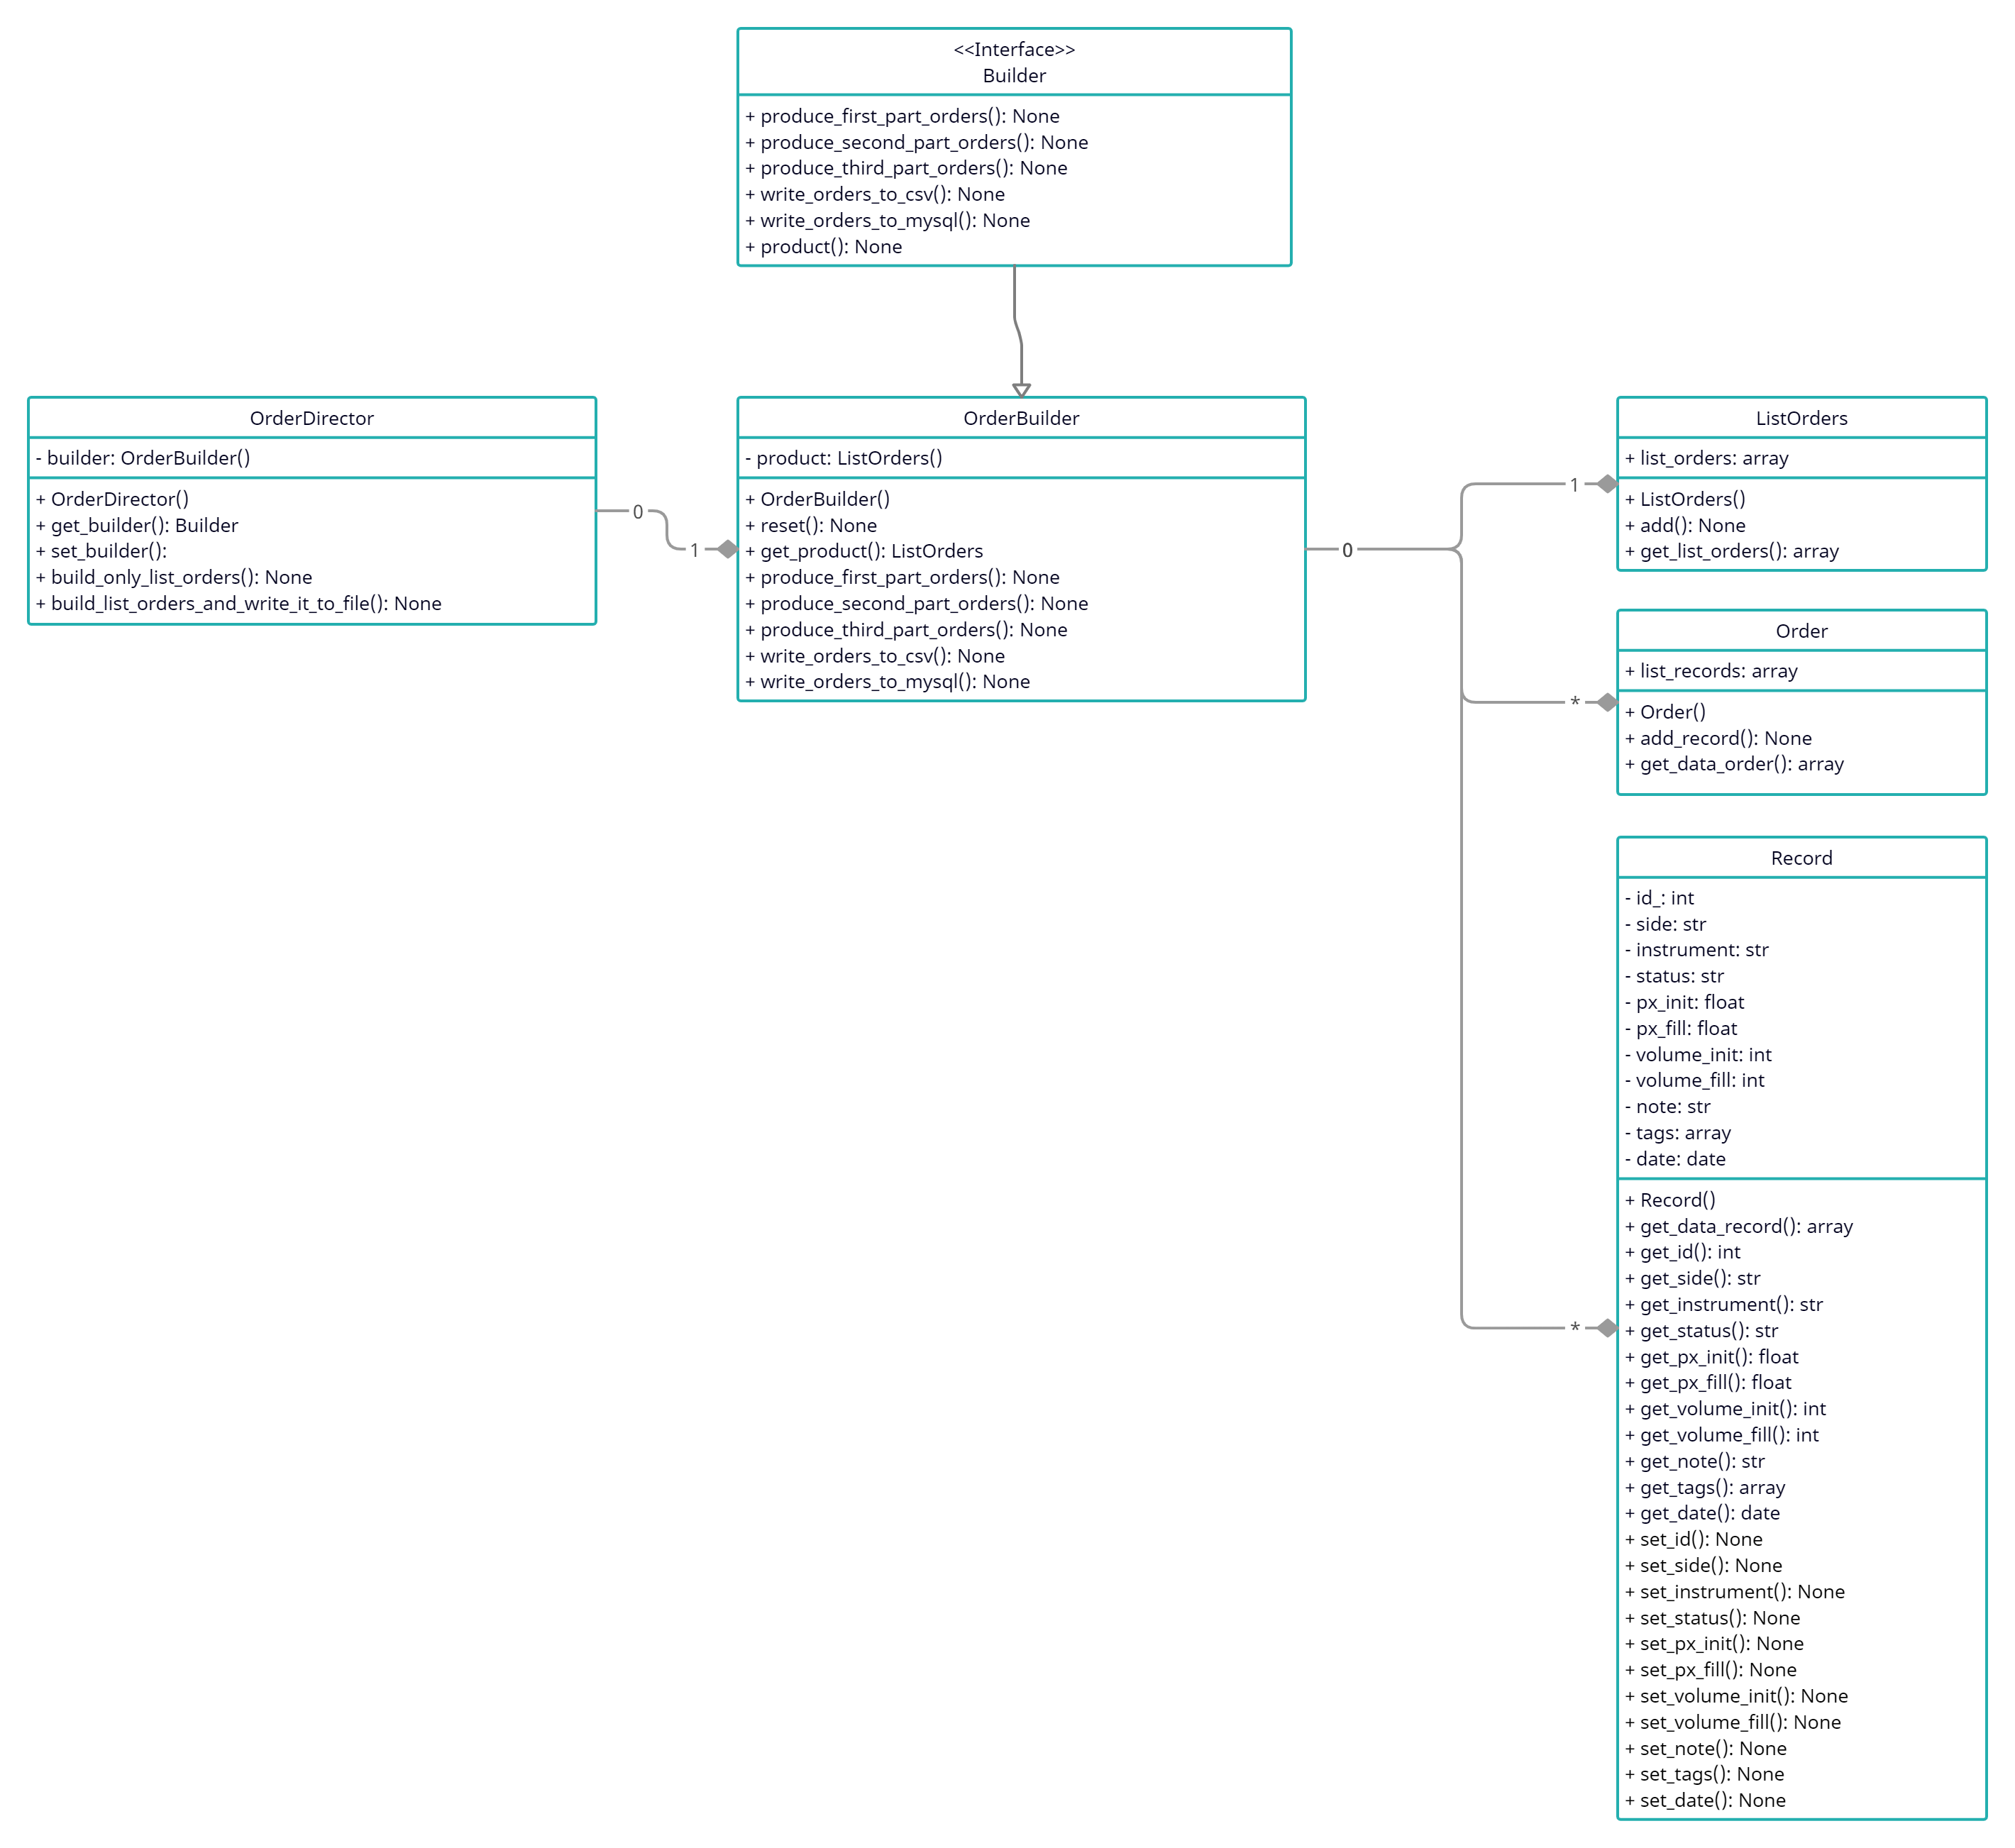 <<Interface>>
Builder
+ produce_first_part_orders(): None
+ produce_second_part_orders(): None
+ produce_third_part_orders(): None
+ write_orders_to_csv(): None
+ write_orders_to_mysql(): None
+ product(): None
OrderDirector
- builder: OrderBuilder()
+ OrderDirector()
+ get_builder(): Builder
+ set_builder():
+ build_only_list_orders(): None
+ build_list_orders_and_write_it_to_file(): None
0
1
OrderBuilder
- product: ListOrders()
+ OrderBuilder()
+ reset(): None
+ get_product(): ListOrders
+ produce_first_part_orders(): None
+ produce_second_part_orders(): None
+ produce_third_part_orders(): None
+ write_orders_to_csv(): None
+ write_orders_to_mysql(): None
0
1
*
*
ListOrders
+ list_orders: array
+ ListOrders()
+ add(): None
+ get_list_orders(): array
Order
+ list_records: array
+ Order()
+ add_record(): None
+ get_data_order(): array
Record
- id_: int
- side: str
- instrument: str
- status: str
- px_init: float
- px_fill: float
- volume_init: int
- volume_fill: int
- note: str
- tags: array
- date: date
+ Record()
+ get_data_record(): array
+ get_id(): int
+ get_side(): str
+ get_instrument(): str
+ get_status(): str
+ get_px_init(): float
+ get_px_fill(): float
+ get_volume_init(): int
+ get_volume_fill(): int
+ get_note(): str
+ get_tags(): array
+ get_date(): date
+ set_id(): None
+ set_side(): None
+ set_instrument(): None
+ set_status(): None
+ set_px_init(): None
+ set_px_fill(): None
+ set_volume_init(): None
+ set_volume_fill(): None
+ set_note(): None
+ set_tags(): None
+ set_date(): None